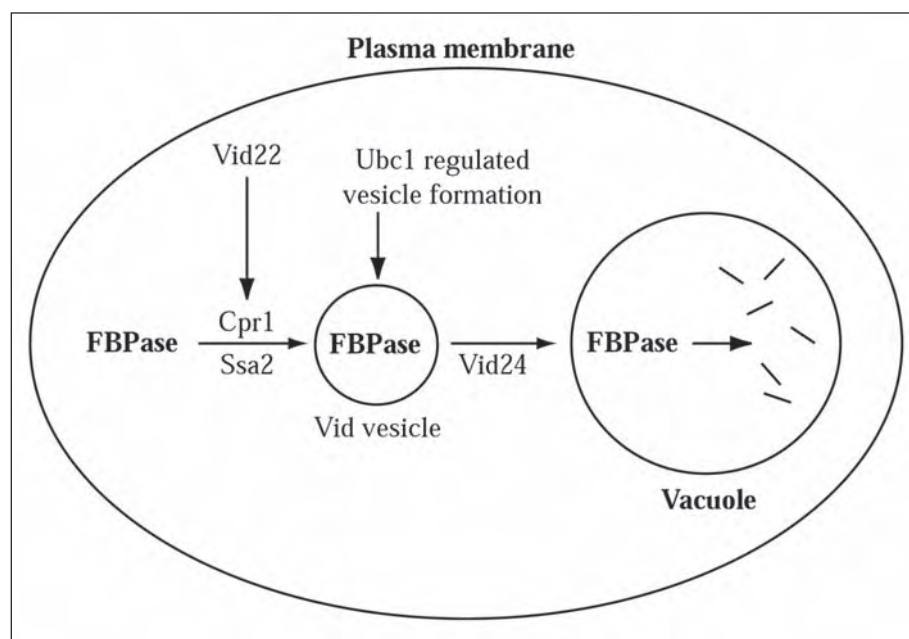 Plasma membrane
Vid22
Ubc1 regulated
vesicle formation
FBPase
Cpr1
Ssa2
FBPase
Vid vesicle
Vid24
FBPase
Vacuole